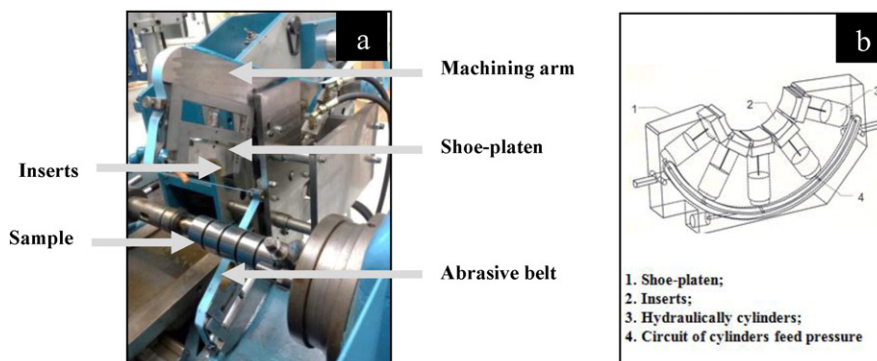 a
Machining arm
Shoe-platen
Inserts
Sample
Abrasive belt
b
1
2
3
4
1. Shoe-platen;
2. Inserts;
3. Hydraulically cylinders;
4. Circuit of cylinders feed pressure